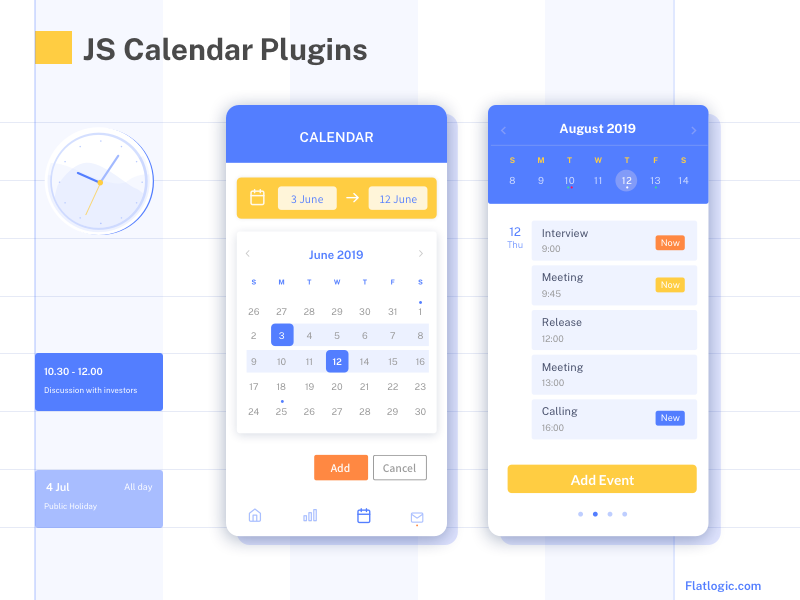 JS Calendar Plugins
10.30 - 12.00
Discussion with investors
4 Jul All day
Public Holiday
CALENDAR
3 June → 12 June
June 2019
S M T W T F S
26 27 28 29 30 31 1
2 3 4 5 6 7 8
9 10 11 12 14 15 16
17 18 19 20 21 22 23
24 25 26 27 28 29 30
Add Cancel
August 2019
S M T W T F S
8 9 10 11 12 13 14
12
Thu
Interview
9:00
Now
Meeting
9:45
Now
Release
12:00
Meeting
13:00
Calling
16:00
New
Add Event
Flatlogic.com